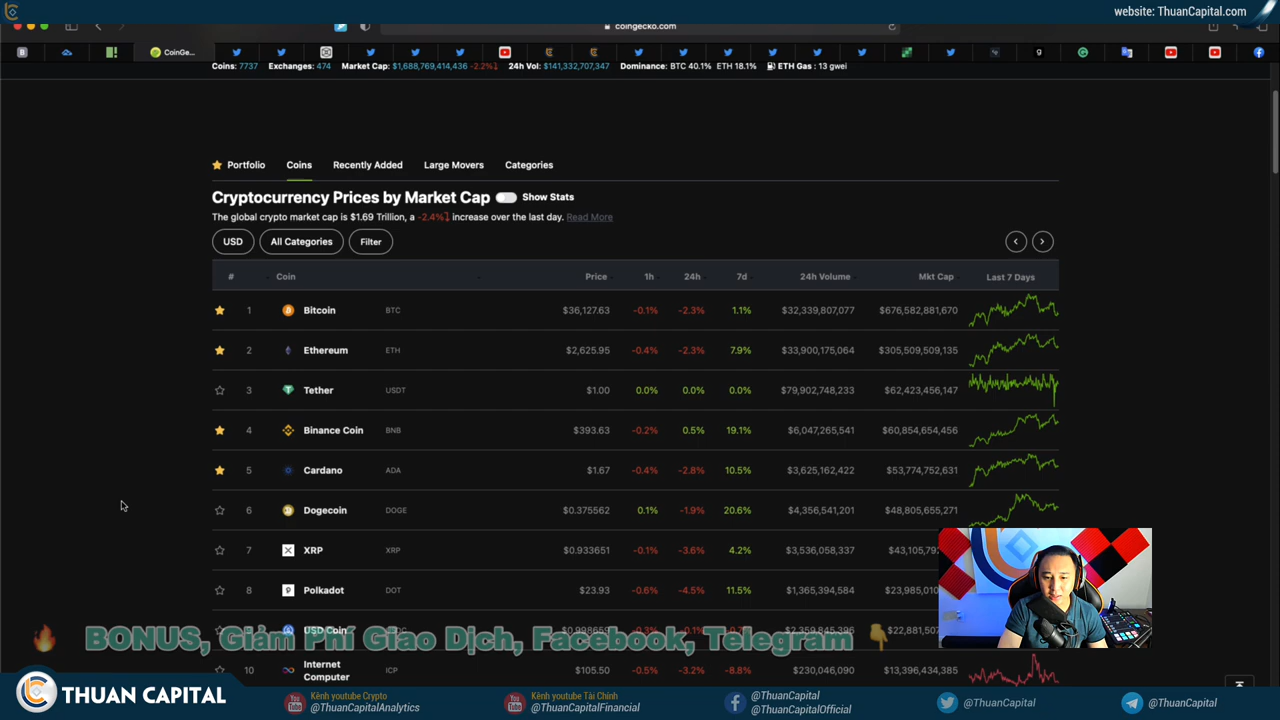 website: ThuanCapital.com
coingecko.com
CoinGe...
Coins: 7737 Exchanges: 474 Market Cap: $1,688,769,414,436 -2.2% 24h Vol: $141,332,707,347 Dominance: BTC 40.1% ETH 18.1% ETH Gas: 13 gwei
Portfolio Coins Recently Added Large Movers Categories
Cryptocurrency Prices by Market Cap Show Stats
The global crypto market cap is $1.69 Trillion, a -2.4% increase over the last day. Read More
USD All Categories Filter
# Coin Price 1h 24h 7d 24h Volume Mkt Cap Last 7 Days
1 Bitcoin BTC $36,127.63 -0.1% -2.3% 1.1% $32,339,807,077 $676,582,881,670
2 Ethereum ETH $2,625.95 -0.4% -2.3% 7.9% $33,900,175,064 $305,509,509,135
3 Tether USDT $1.00 0.0% 0.0% 0.0% $79,902,748,233 $62,423,456,147
4 Binance Coin BNB $393.63 -0.2% 0.5% 19.1% $6,047,265,541 $60,854,654,456
5 Cardano ADA $1.67 -0.4% -2.8% 10.5% $3,625,162,422 $53,774,752,631
6 Dogecoin DOGE $0.375562 0.1% -1.9% 20.6% $4,356,541,201 $48,805,655,271
7 XRP XRP $0.933651 -0.1% -3.6% 4.2% $3,536,058,337 $43,105,79
8 Polkadot DOT $23.93 -0.6% -4.5% 11.5% $1,365,394,584 $23,985,010
USD Coin $22,881,507
BONUS, Giảm Phí Giao Dịch, Facebook, Telegram
10 Internet Computer ICP $105.50 -0.5% -3.2% -8.8% $230,046,090 $13,396,434,385
THUAN CAPITAL
Kênh youtube Crypto
@ThuanCapitalAnalytics
Kênh youtube Tài Chính
@ThuanCapitalFinancial
@ThuanCapital
@ThuanCapitalOfficial
@ThuanCapital
@ThuanCapital